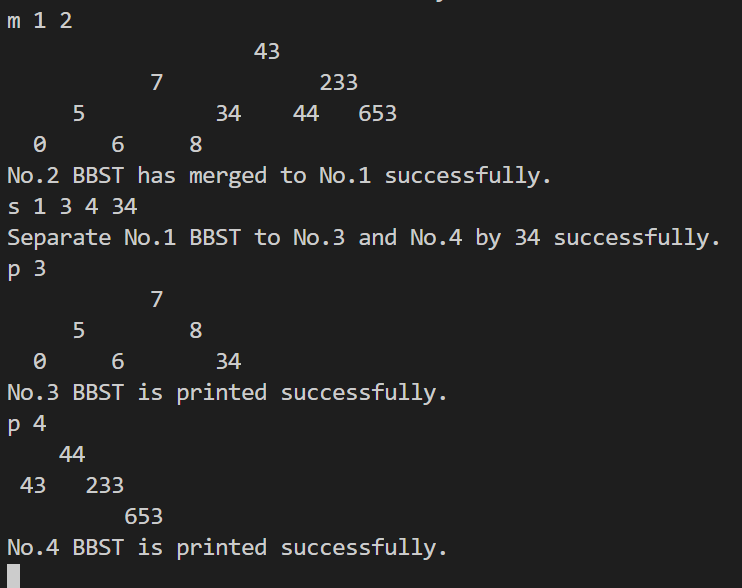 m 1 2
                   43
           7            233
     5          34    44   653
  0     6     8
No.2 BBST has merged to No.1 successfully.
s 1 3 4 34
Separate No.1 BBST to No.3 and No.4 by 34 successfully.
p 3
           7
     5        8
  0     6       34
No.3 BBST is printed successfully.
p 4
    44
 43   233
         653
No.4 BBST is printed successfully.